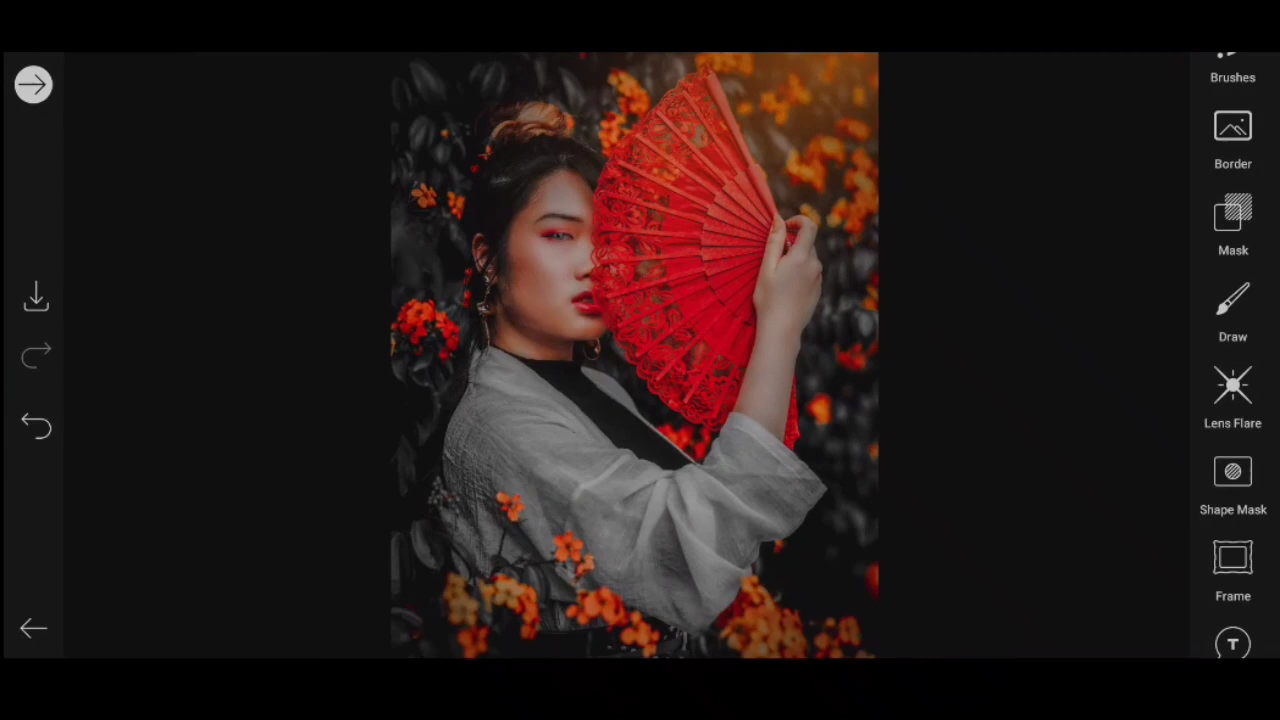 Brushes
Border
Mask
Draw
Lens Flare
Shape Mask
Frame
T